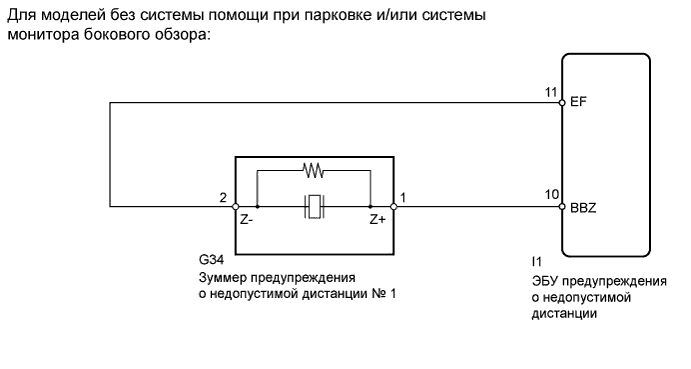 Для моделей без системы помощи при парковке и/или системы
монитора бокового обзора:
11
EF
2
1
10
Z-
Z+
BBZ
G34
Зуммер предупреждения
о недопустимой дистанции № 1
I1
ЭБУ предупреждения
о недопустимой
дистанции